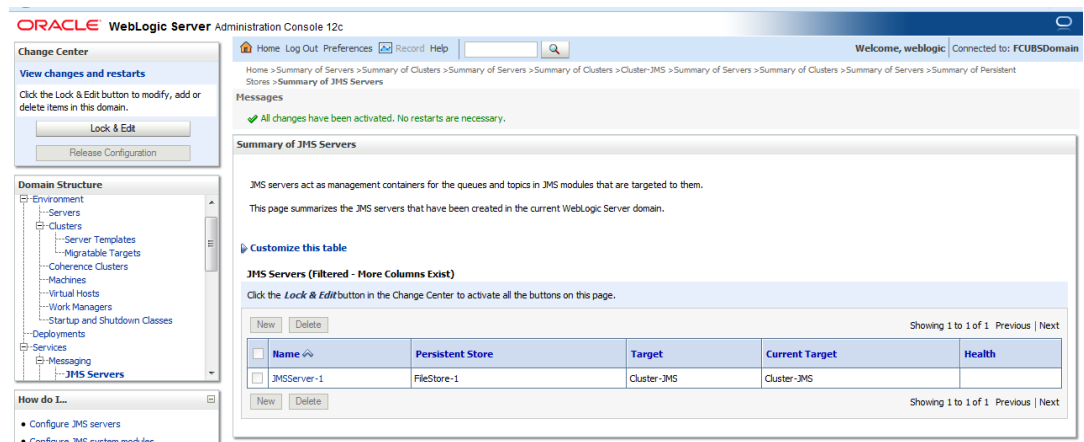 ORACLE WebLogic Server Administration Console 12c
Change Center
View changes and restarts
Click the Lock & Edit button to modify, add or
delete items in this domain.
Lock & Edit
Release Configuration
Domain Structure
Environment
Servers
Clusters
Server Templates
Migratable Targets
Coherence Clusters
Machines
Virtual Hosts
Work Managers
Startup and Shutdown Classes
Deployments
Services
Messaging
JMS Servers
How do I...
Configure JMS servers
Configure JMS system modules
Home Log Out Preferences Record Help
Welcome, weblogic Connected to: FCUBSDomain
Home >Summary of Servers >Summary of Clusters >Summary of Servers >Summary of Clusters >Cluster-JMS >Summary of Servers >Summary of Clusters >Summary of Servers >Summary of Persistent
Stores >Summary of JMS Servers
Messages
All changes have been activated. No restarts are necessary.
Summary of JMS Servers
JMS servers act as management containers for the queues and topics in JMS modules that are targeted to them.
This page summarizes the JMS servers that have been created in the current WebLogic Server domain.
Customize this table
JMS Servers (Filtered - More Columns Exist)
Click the Lock & Edit button in the Change Center to activate all the buttons on this page.
New Delete Showing 1 to 1 of 1 Previous | Next
Name Persistent Store Target Current Target Health
JMSServer-1 FileStore-1 Cluster-JMS Cluster-JMS
New Delete Showing 1 to 1 of 1 Previous | Next